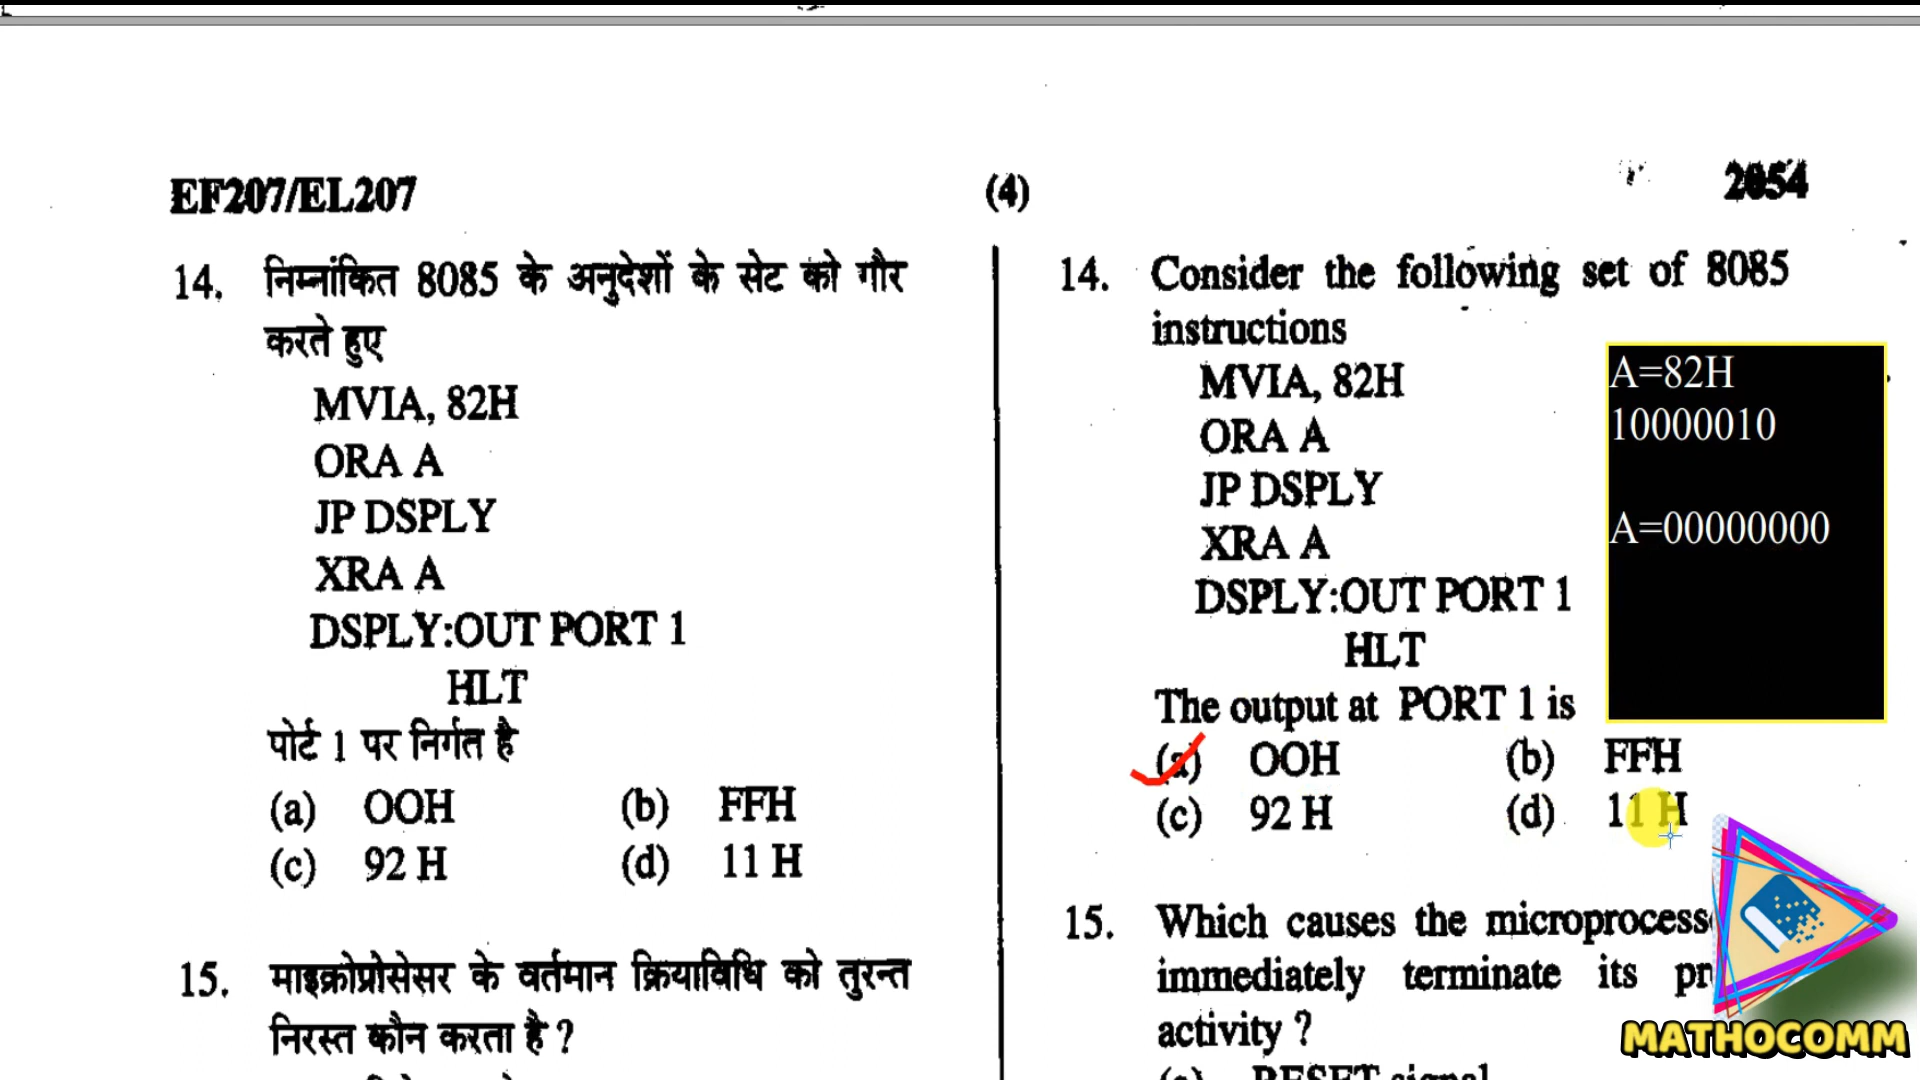 EF207/EL207
(4)
2054
14. निम्नांकित 8085 के अनुदेशों के सेट को गौर
करते हुए
MVIA, 82H
ORA A
JP DSPLY
XRA A
DSPLY:OUT PORT 1
HLT
पोर्ट 1 पर निर्गत है
(a) OOH (b) FFH
(c) 92 H (d) 11 H
15. माइक्रोप्रोसेसर के वर्तमान क्रियाविधि को तुरन्त
निरस्त कौन करता है ?
14. Consider the following set of 8085
instructions
MVIA, 82H
ORA A
JP DSPLY
XRA A
DSPLY:OUT PORT 1
HLT
The output at PORT 1 is
(a) OOH (b) FFH
(c) 92 H (d) 11 H
15. Which causes the
immediately terminate its
activity ?
(a) RESET signal
A=82H
10000010
A=00000000
MATHOCOMM